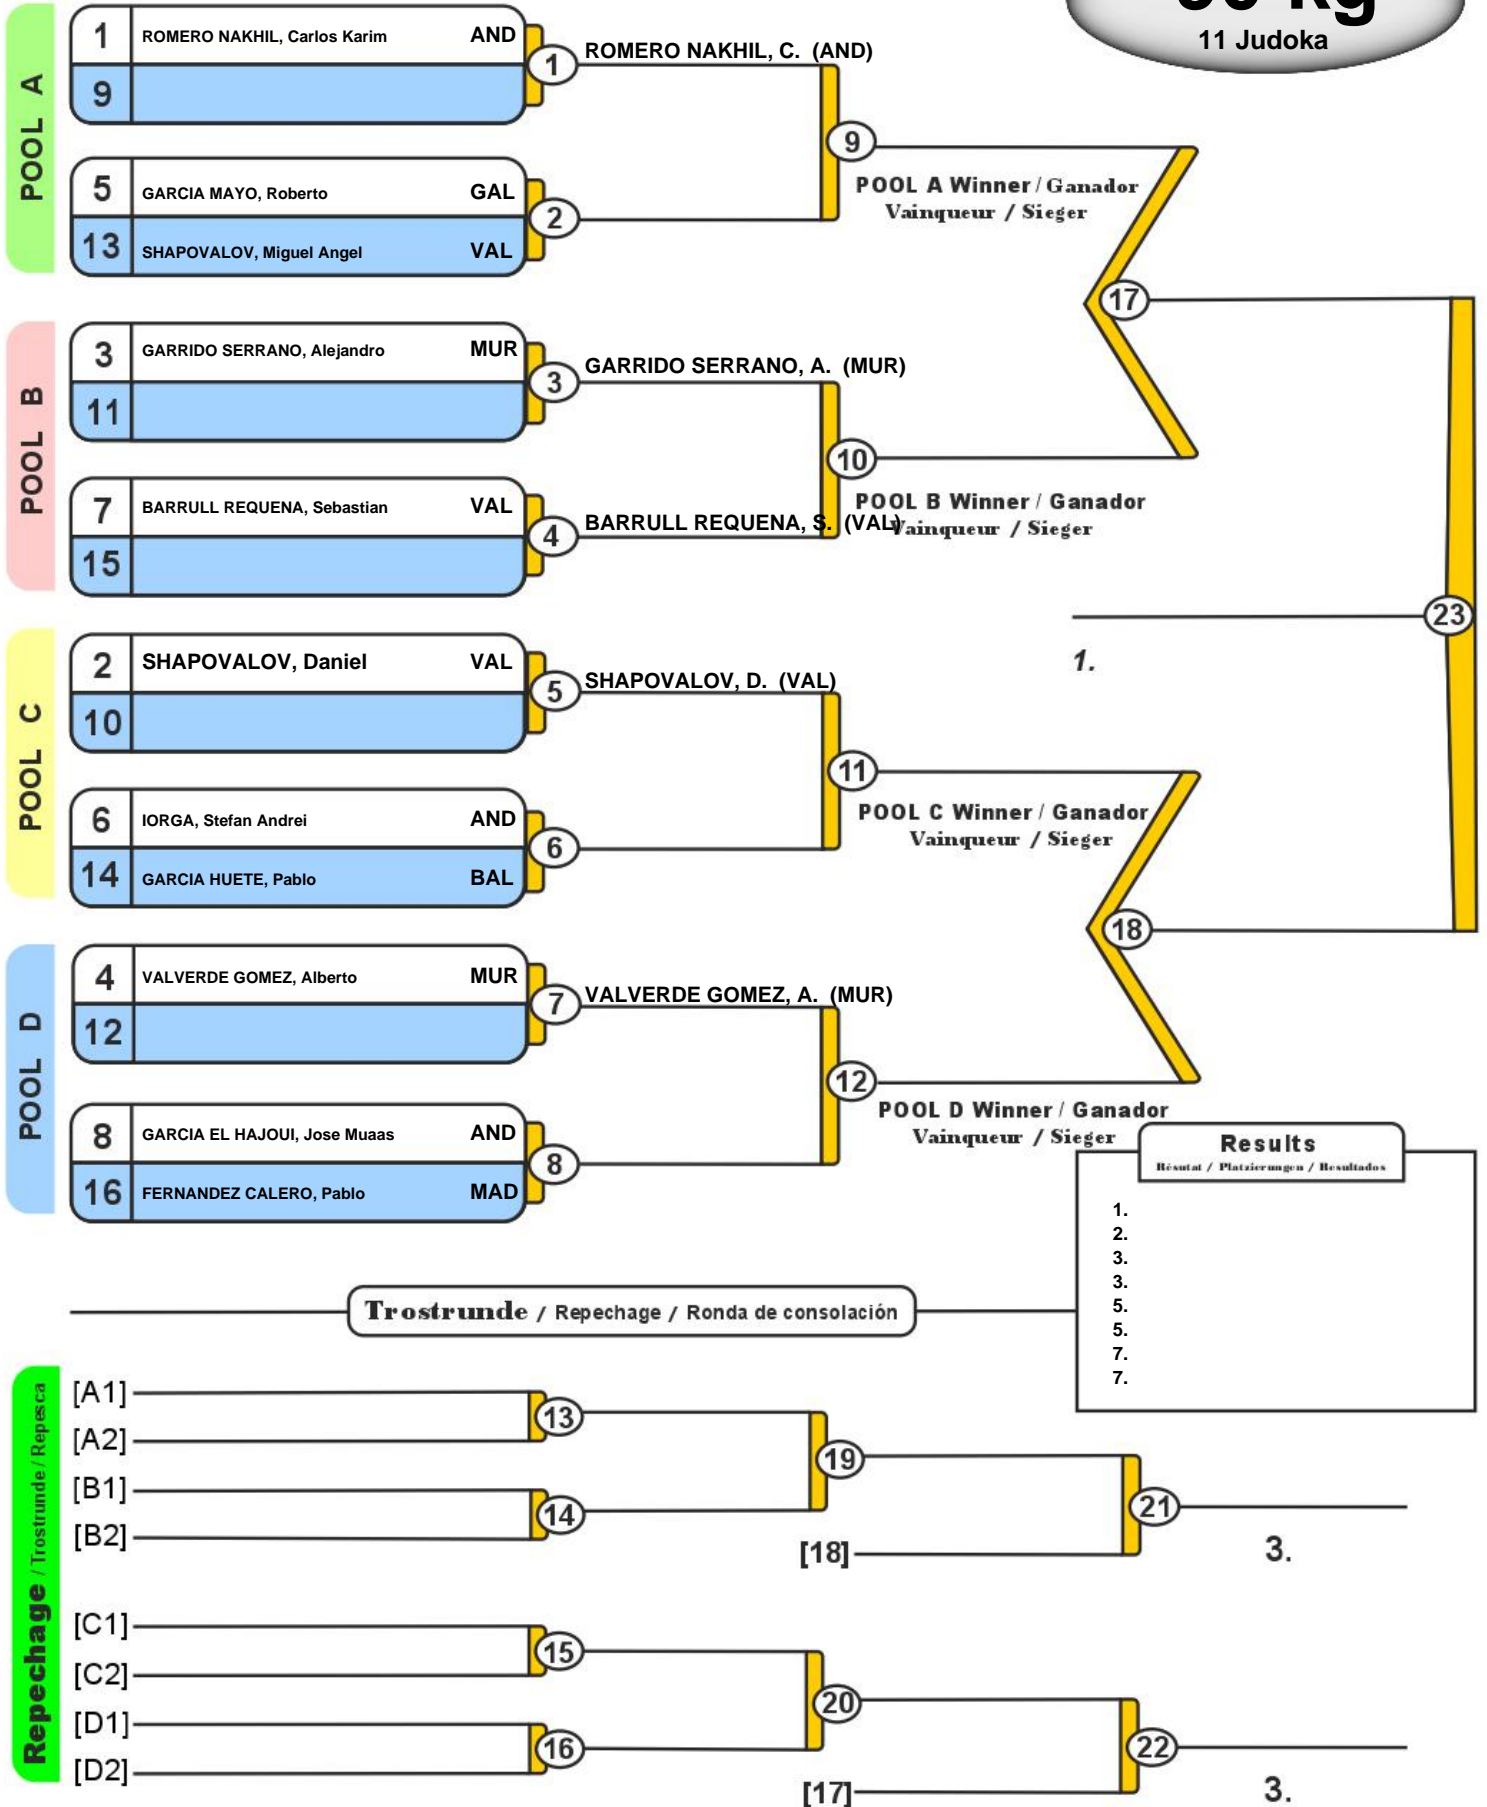 11 Judoka
POOL A
1 ROMERO NAKHIL, Carlos Karim AND
9
1 ROMERO NAKHIL, C. (AND)
5 GARCIA MAYO, Roberto GAL
13 SHAPOVALOV, Miguel Angel VAL
2
9
POOL A Winner / Ganador
Vainqueur / Sieger
17
POOL B
3 GARRIDO SERRANO, Alejandro MUR
11
3 GARRIDO SERRANO, A. (MUR)
7 BARRULL REQUENA, Sebastian VAL
15
4 BARRULL REQUENA, S. (VAL)
10
POOL B Winner / Ganador
Vainqueur / Sieger
23
1.
POOL C
2 SHAPOVALOV, Daniel VAL
10
5 SHAPOVALOV, D. (VAL)
6 IORGA, Stefan Andrei AND
14 GARCIA HUETE, Pablo BAL
6
11
POOL C Winner / Ganador
Vainqueur / Sieger
18
POOL D
4 VALVERDE GOMEZ, Alberto MUR
12
7 VALVERDE GOMEZ, A. (MUR)
8 GARCIA EL HAJOUI, Jose Muaas AND
16 FERNANDEZ CALERO, Pablo MAD
8
12
POOL D Winner / Ganador
Vainqueur / Sieger
Results
Résutat / Platzierungen / Resultados
1.
2.
3.
3.
5.
5.
7.
7.
Trostrunde / Repechage / Ronda de consolación
Repechage / Trostrunde / Repesca
[A1]
13
[A2]
19
[B1]
14
[B2]
[18]
21
3.
[C1]
15
[C2]
20
[D1]
16
[D2]
[17]
22
3.